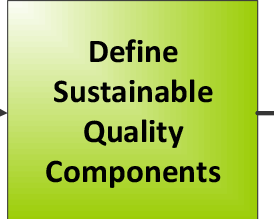 Define
Sustainable
Quality
Components